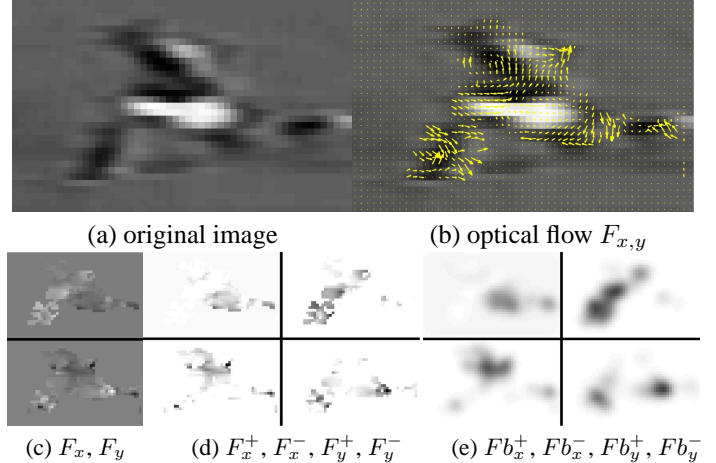 (a) original image
(b) optical flow $F_{x,y}$
(c) $F_x$, $F_y$
(d) $F_x^+, F_x^-, F_y^+, F_y^-$
(e) $Fb_x^+, Fb_x^-, Fb_y^+, Fb_y^-$